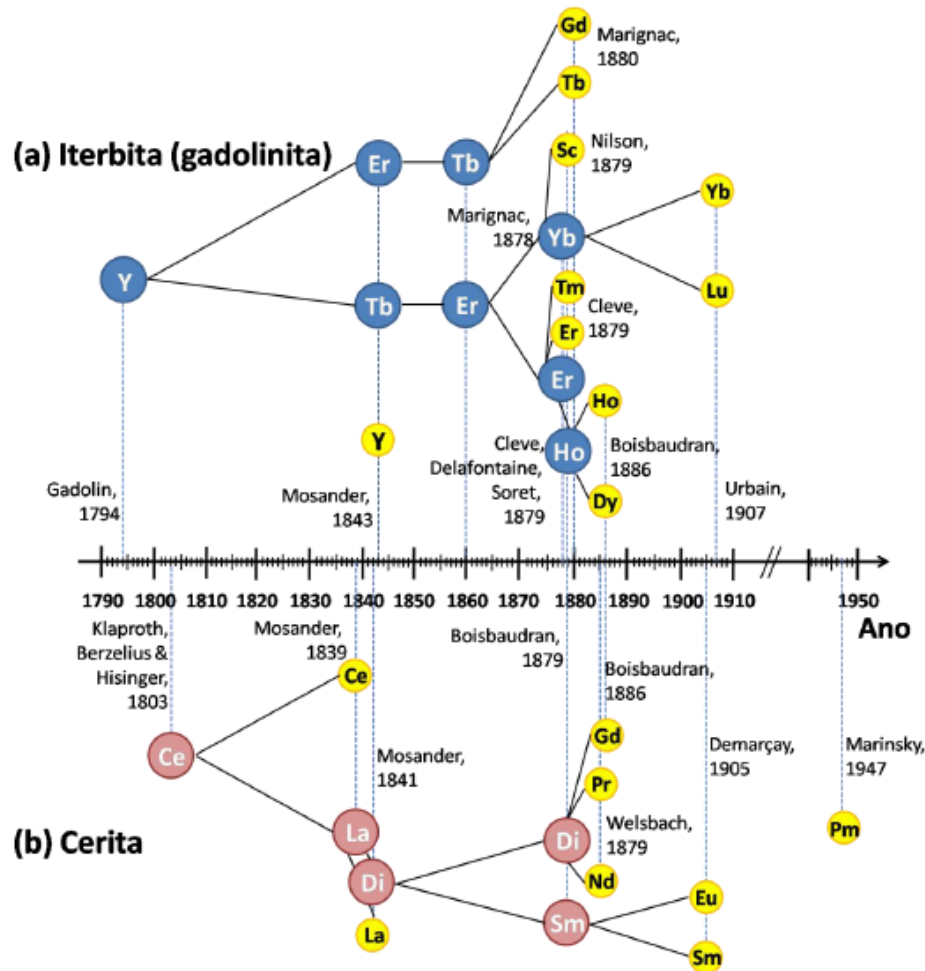 Gd
Marignac,
1880
Tb
(a) Iterbita (gadolinita)
Er
Tb
Sc
Nilson,
1879
Yb
Marignac,
1878
Yb
Y
Tb
Er
Tm
Lu
Cleve,
1879
Er
Er
Ho
Y
Cleve,
Delafontaine,
Soret,
1879
Ho
Boisbaudran,
1886
Dy
Gadolin,
1794
Mosander,
1843
Urbain,
1907
1790 1800 1810 1820 1830 1840 1850 1860 1870 1880 1890 1900 1910 1950
Ano
Klaproth,
Berzelius &
Hisinger,
1803
Mosander,
1839
Boisbaudran,
1879
Boisbaudran,
1886
Ce
Gd
Ce
Mosander,
1841
Demarçay,
1905
Marinsky,
1947
Pr
(b) Cerita
La
Di
Welsbach,
1879
Pm
Di
Nd
Eu
La
Sm
Sm